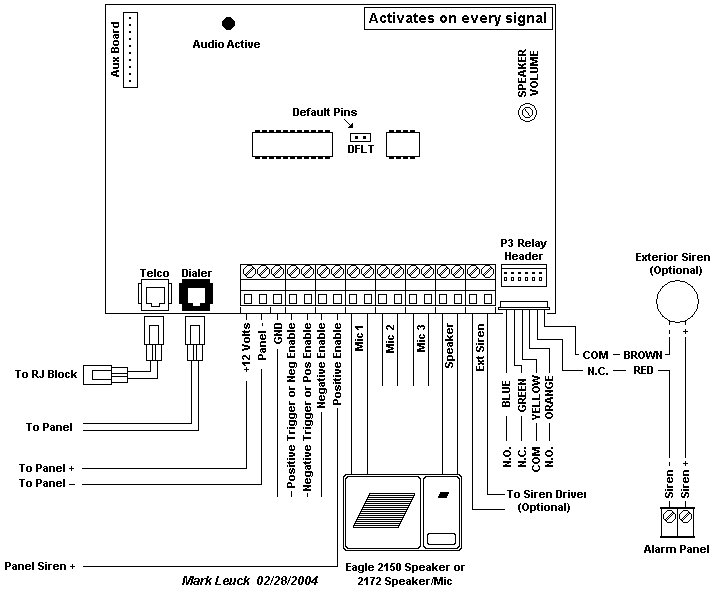 Activates on every signal
Aux Board
Audio Active
SPEAKER
VOLUME
Default Pins
DFLT
P3 Relay
Header
Telco
Dialer
Exterior Siren
(Optional)
+12 Volts
Panel -
GND
Positive Trigger or Neg Enable
Negative Trigger or Pos Enable
Negative Enable
Positive Enable
Mic 1
Mic 2
Mic 3
Speaker
Ext Siren
+
-
COM
BROWN
N.C.
RED
BLUE
GREEN
YELLOW
ORANGE
N.O.
N.C.
COM
N.O.
To RJ Block
To Panel
To Panel +
To Panel –
Siren -
Siren +
To Siren Driver
(Optional)
Alarm Panel
Panel Siren +
Mark Leuck 02/28/2004
Eagle 2150 Speaker or
2172 Speaker/Mic